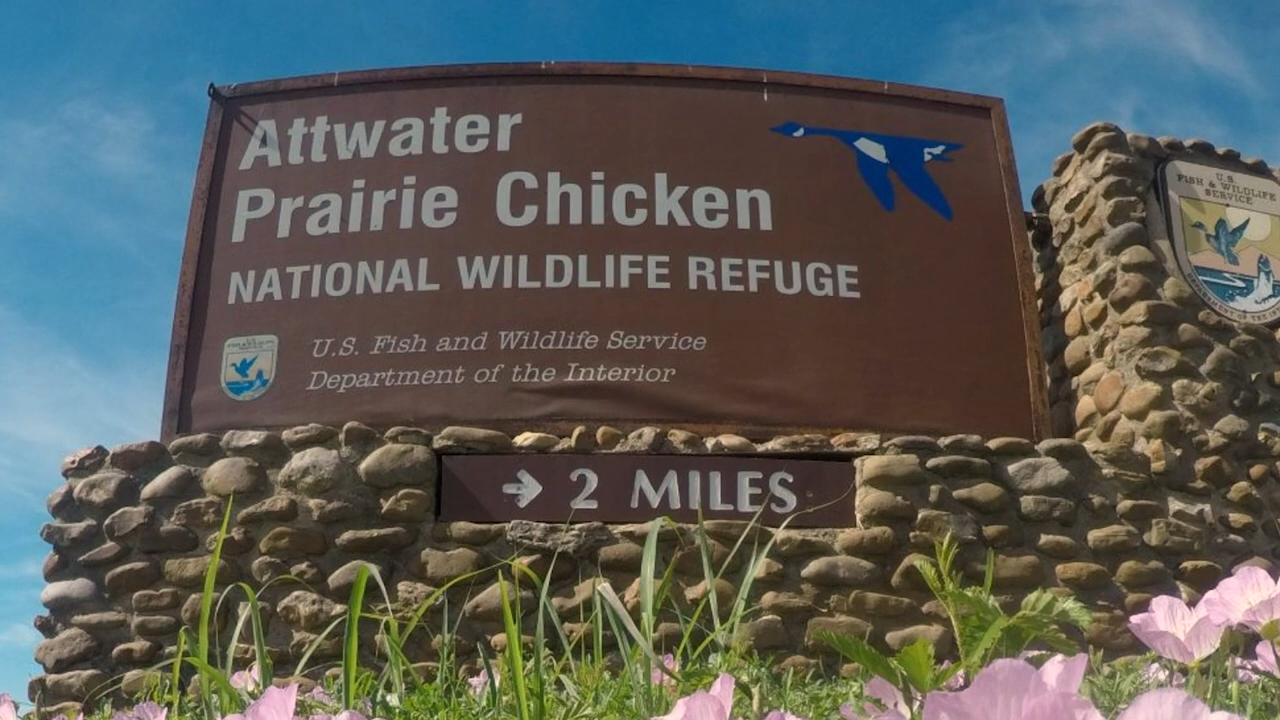 Attwater
Prairie Chicken
NATIONAL WILDLIFE REFUGE
U.S. Fish and Wildlife Service
Department of the Interior
→ 2 MILES
U.S.
FISH & WILDLIFE
SERVICE